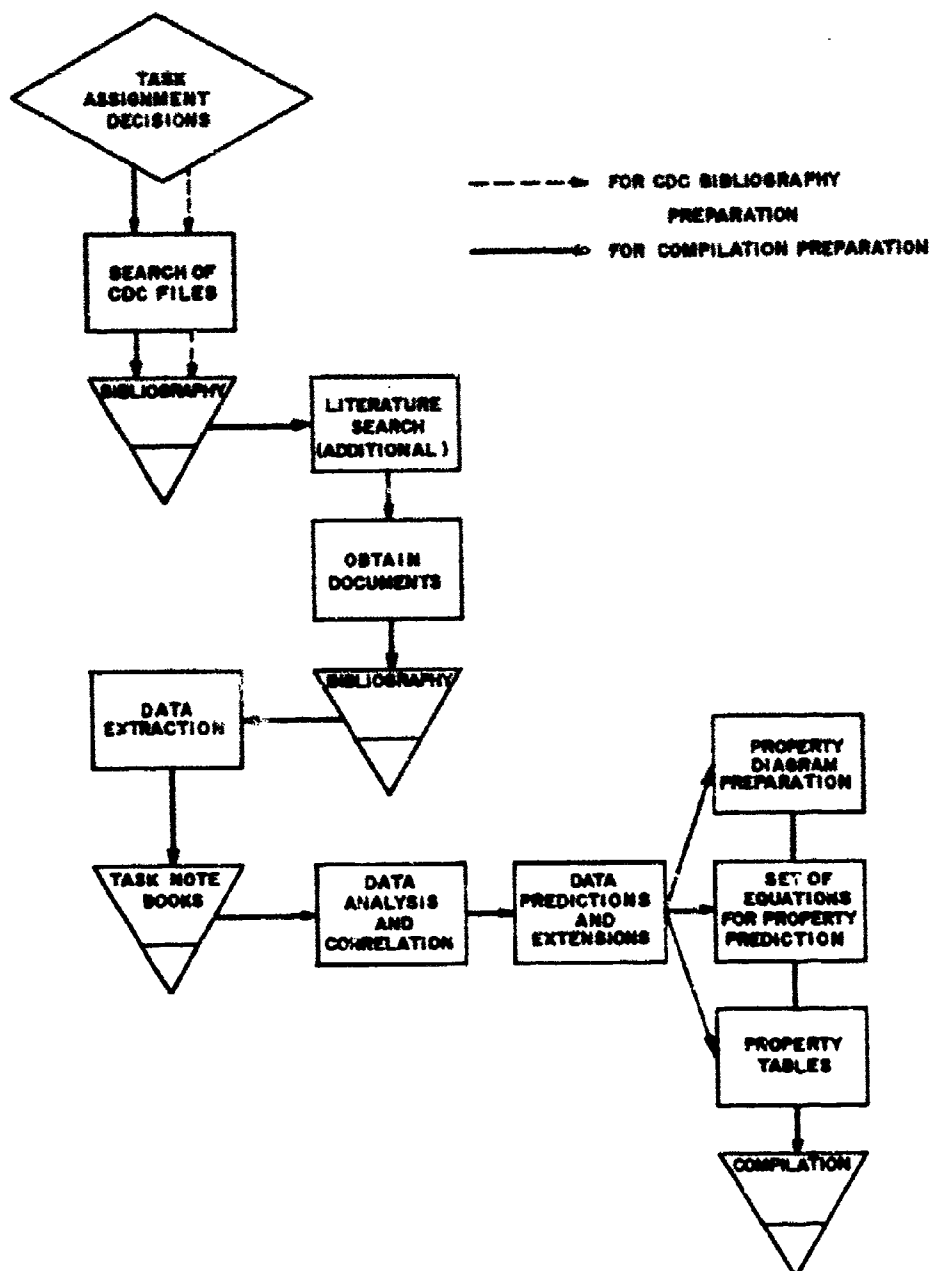 TASK
ASSIGNMENT
DECISIONS
FOR CDC BIBLIOGRAPHY
PREPARATION
FOR COMPILATION PREPARATION
SEARCH OF
CDC FILES
BIBLIOGRAPHY
LITERATURE
SEARCH
(ADDITIONAL)
OBTAIN
DOCUMENTS
BIBLIOGRAPHY
DATA
EXTRACTION
PROPERTY
DIAGRAM
PREPARATION
TASK NOTE
BOOKS
DATA
ANALYSIS
AND
CORRELATION
DATA
PREDICTIONS
AND
EXTENSIONS
SET OF
EQUATIONS
FOR PROPERTY
PREDICTION
PROPERTY
TABLES
COMPILATION